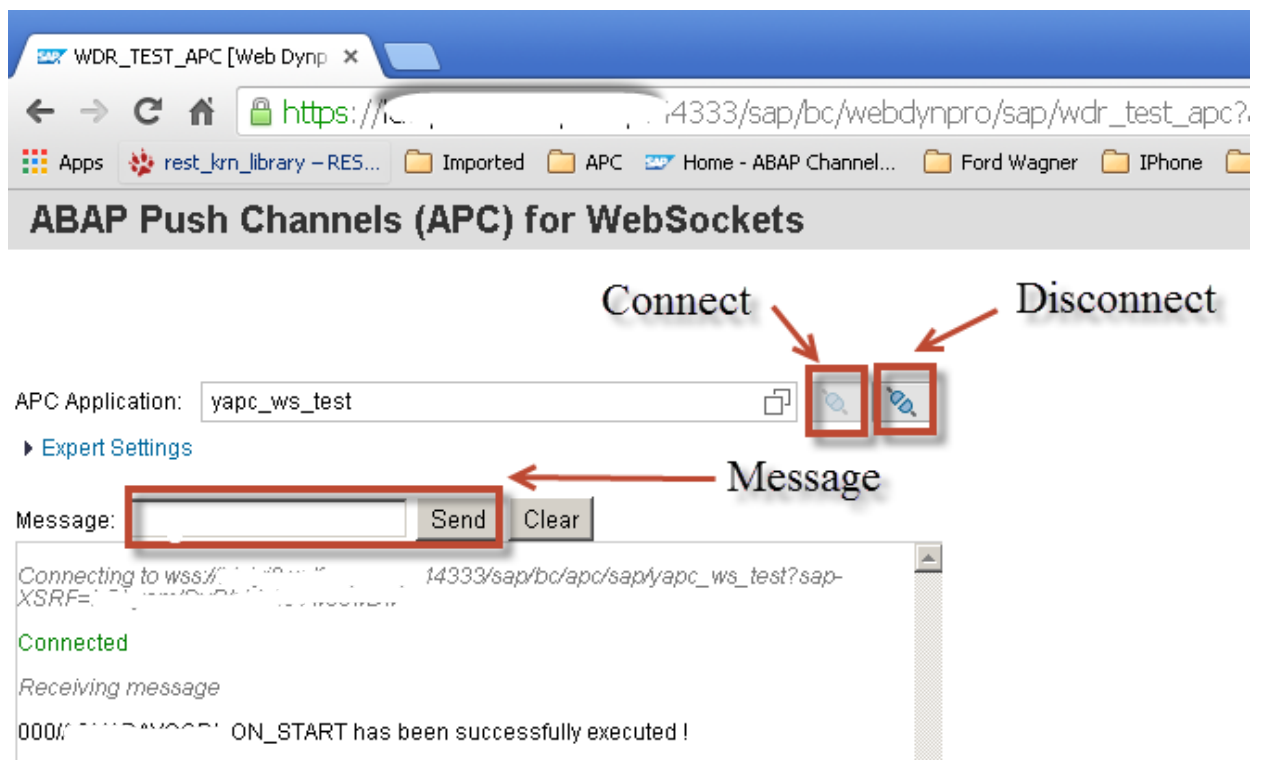 WDR_TEST_APC [Web Dynp
https:// 4333/sap/bc/webdynpro/sap/wdr_test_apc?
Apps rest_krn_library – RES... Imported APC Home - ABAP Channel... Ford Wagner IPhone
ABAP Push Channels (APC) for WebSockets
Connect Disconnect
APC Application: yapc_ws_test
Expert Settings
Message
Message: Send Clear
Connecting to wss:// 14333/sap/bc/apc/sap/yapc_ws_test?sap-
XSRF=
Connected
Receiving message
000/ ON_START has been successfully executed !